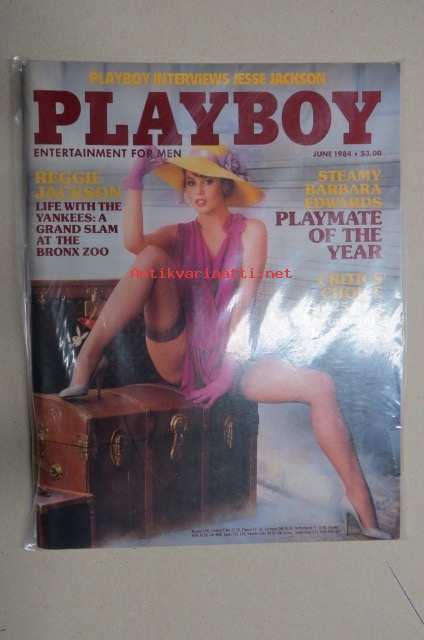 PLAYBOY INTERVIEWS JESSE JACKSON
PLAYBOY
ENTERTAINMENT FOR MEN
JUNE 1984 • $3.00
REGGIE
JACKSON
LIFE WITH THE
YANKEES: A
GRAND SLAM
AT THE
BRONX ZOO
STEAMY
BARBARA
EDWARDS
PLAYMATE
OF THE
YEAR
Antikvariaatti.net